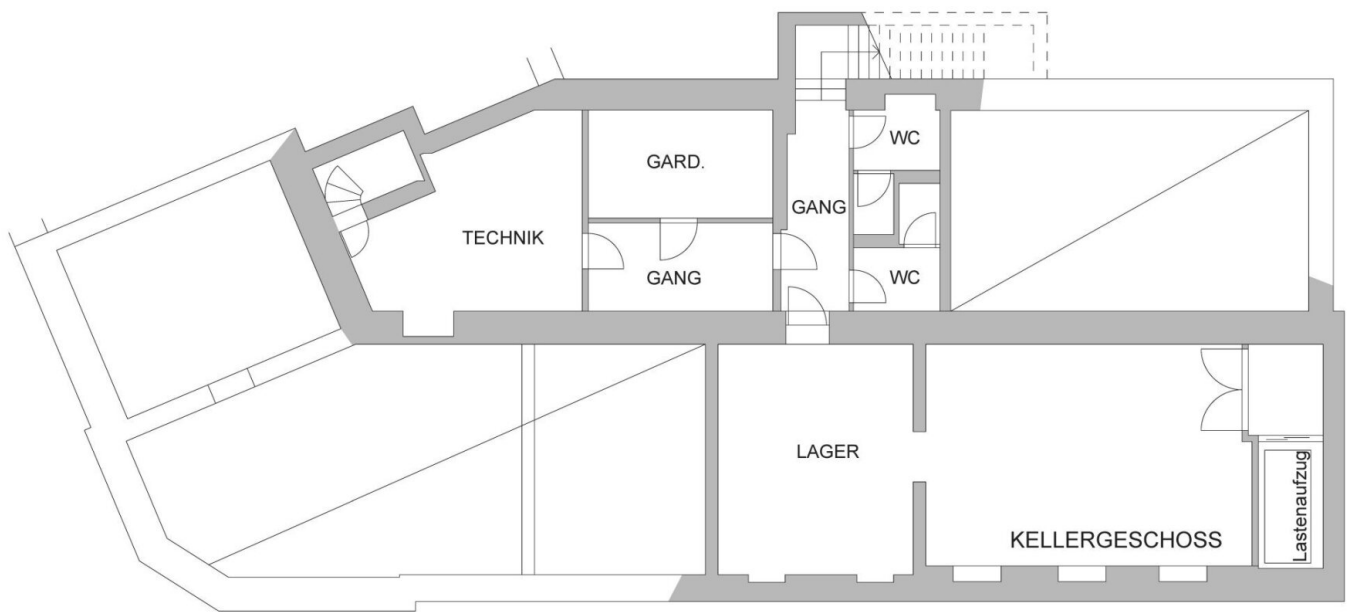 WC
GARD.
GANG
TECHNIK
GANG
WC
LAGER
Lastenaufzug
KELLERGESCHOSS